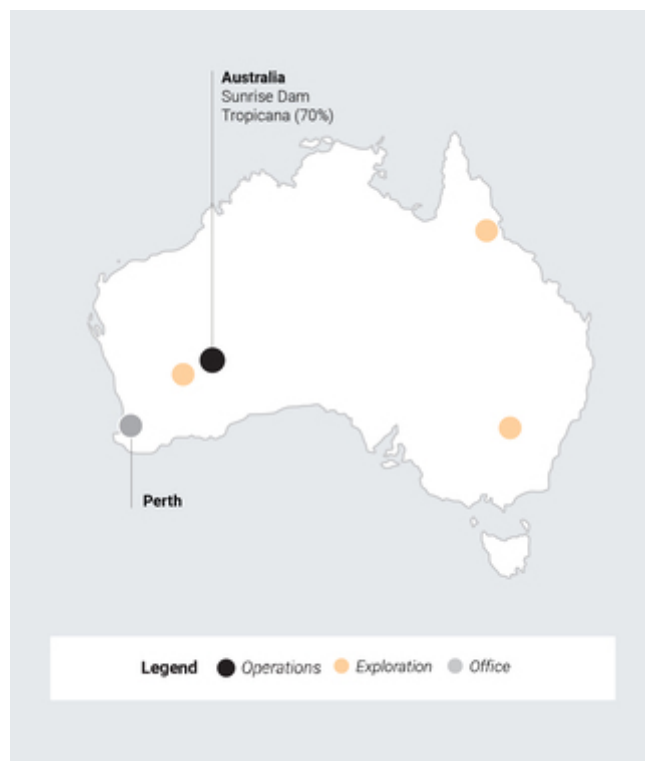 Australia
Sunrise Dam
Tropicana (70%)
Perth
Legend Operations Exploration Office